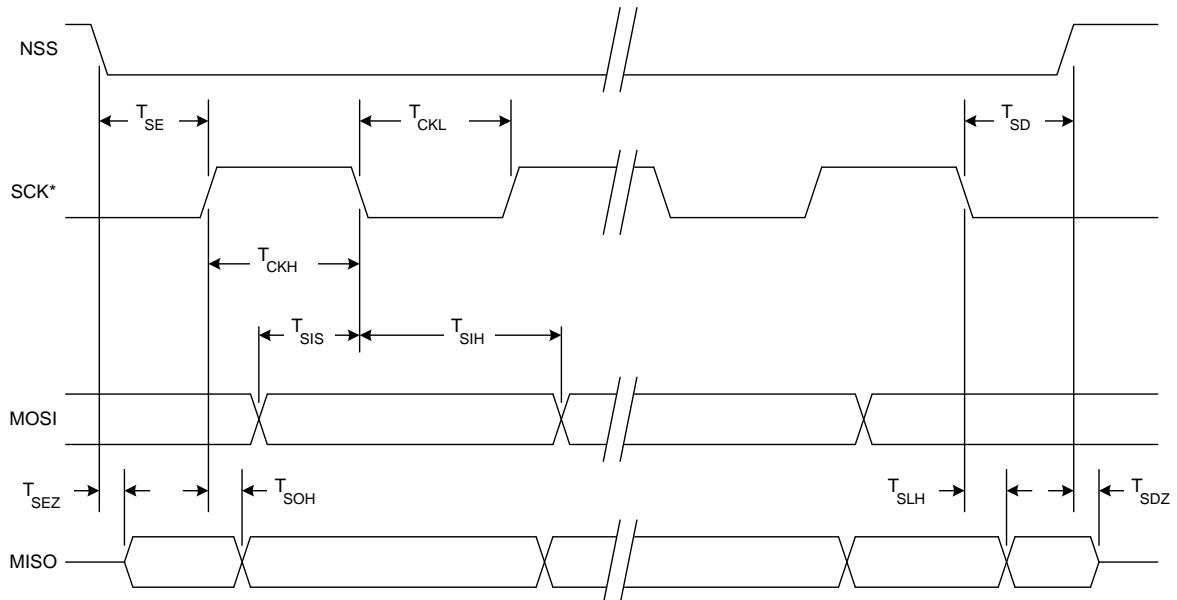 NSS
T_SE
T_CKL
T_SD
SCK*
T_CKH
T_SIS
T_SIH
MOSI
T_SEZ
T_SOH
T_SLH
T_SDZ
MISO